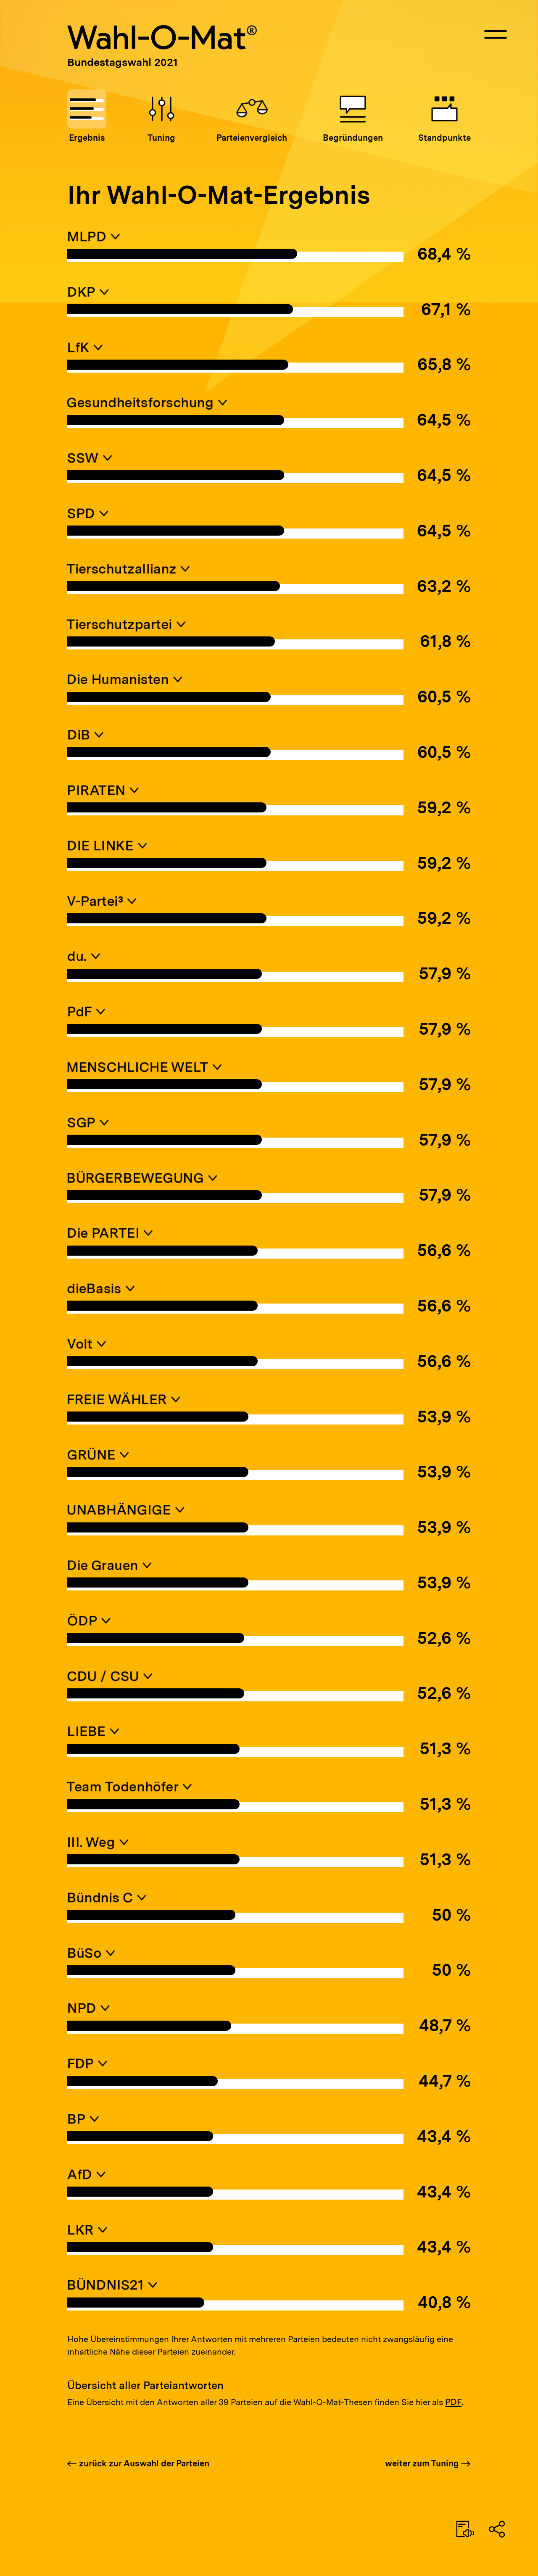 Wahl-O-Mat®
Bundestagswahl 2021
Ergebnis Tuning Parteienvergleich Begründungen Standpunkte
Ihr Wahl-O-Mat-Ergebnis
MLPD
68,4 %
DKP
67,1 %
LfK
65,8 %
Gesundheitsforschung
64,5 %
SSW
64,5 %
SPD
64,5 %
Tierschutzallianz
63,2 %
Tierschutzpartei
61,8 %
Die Humanisten
60,5 %
DiB
60,5 %
PIRATEN
59,2 %
DIE LINKE
59,2 %
V-Partei³
59,2 %
du.
57,9 %
PdF
57,9 %
MENSCHLICHE WELT
57,9 %
SGP
57,9 %
BÜRGERBEWEGUNG
57,9 %
Die PARTEI
56,6 %
dieBasis
56,6 %
Volt
56,6 %
FREIE WÄHLER
53,9 %
GRÜNE
53,9 %
UNABHÄNGIGE
53,9 %
Die Grauen
53,9 %
ÖDP
52,6 %
CDU / CSU
52,6 %
LIEBE
51,3 %
Team Todenhöfer
51,3 %
III. Weg
51,3 %
Bündnis C
50 %
BüSo
50 %
NPD
48,7 %
FDP
44,7 %
BP
43,4 %
AfD
43,4 %
LKR
43,4 %
BÜNDNIS21
40,8 %
Hohe Übereinstimmungen Ihrer Antworten mit mehreren Parteien bedeuten nicht zwangsläufig eine
inhaltliche Nähe dieser Parteien zueinander.
Übersicht aller Parteiantworten
Eine Übersicht mit den Antworten aller 39 Parteien auf die Wahl-O-Mat-Thesen finden Sie hier als PDF.
← zurück zur Auswahl der Parteien weiter zum Tuning →